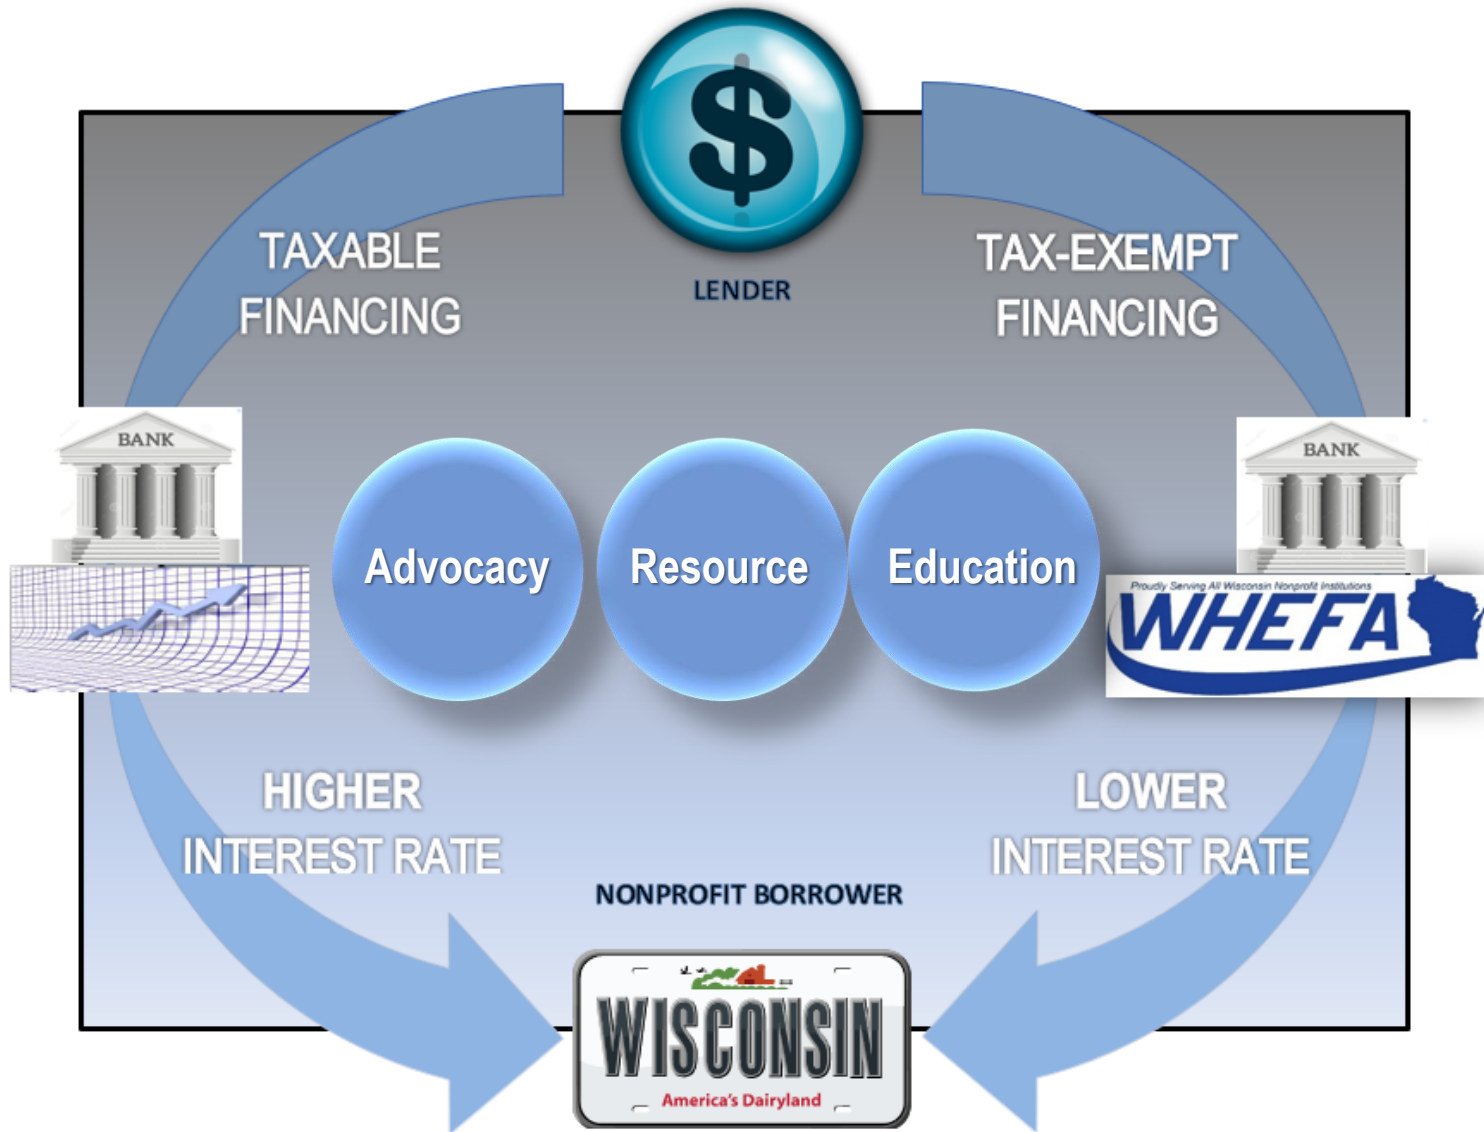 $
TAXABLE
FINANCING
LENDER
TAX-EXEMPT
FINANCING
BANK
BANK
Advocacy
Resource
Education
Proudly Serving All Wisconsin Nonprofit Institutions
WHEFA
HIGHER
INTEREST RATE
LOWER
INTEREST RATE
NONPROFIT BORROWER
WISCONSIN
America's Dairyland